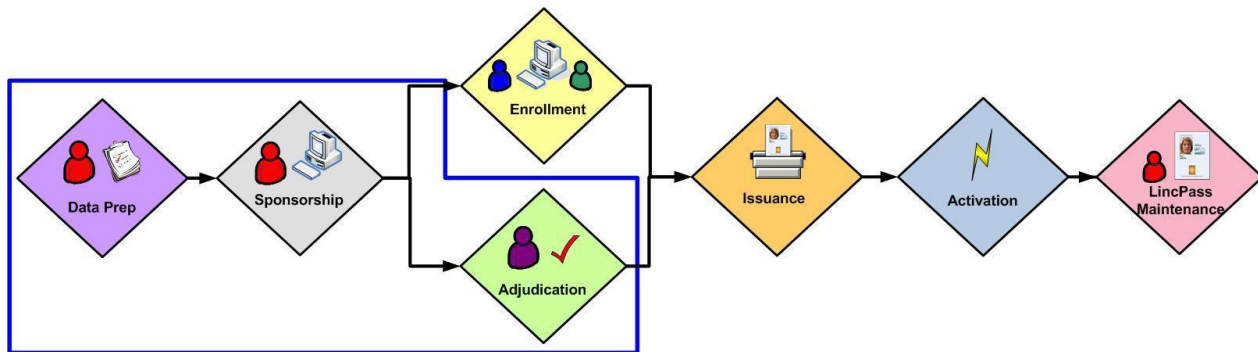 Data Prep
Sponsorship
Enrollment
Adjudication
Issuance
Activation
LincPass
Maintenance